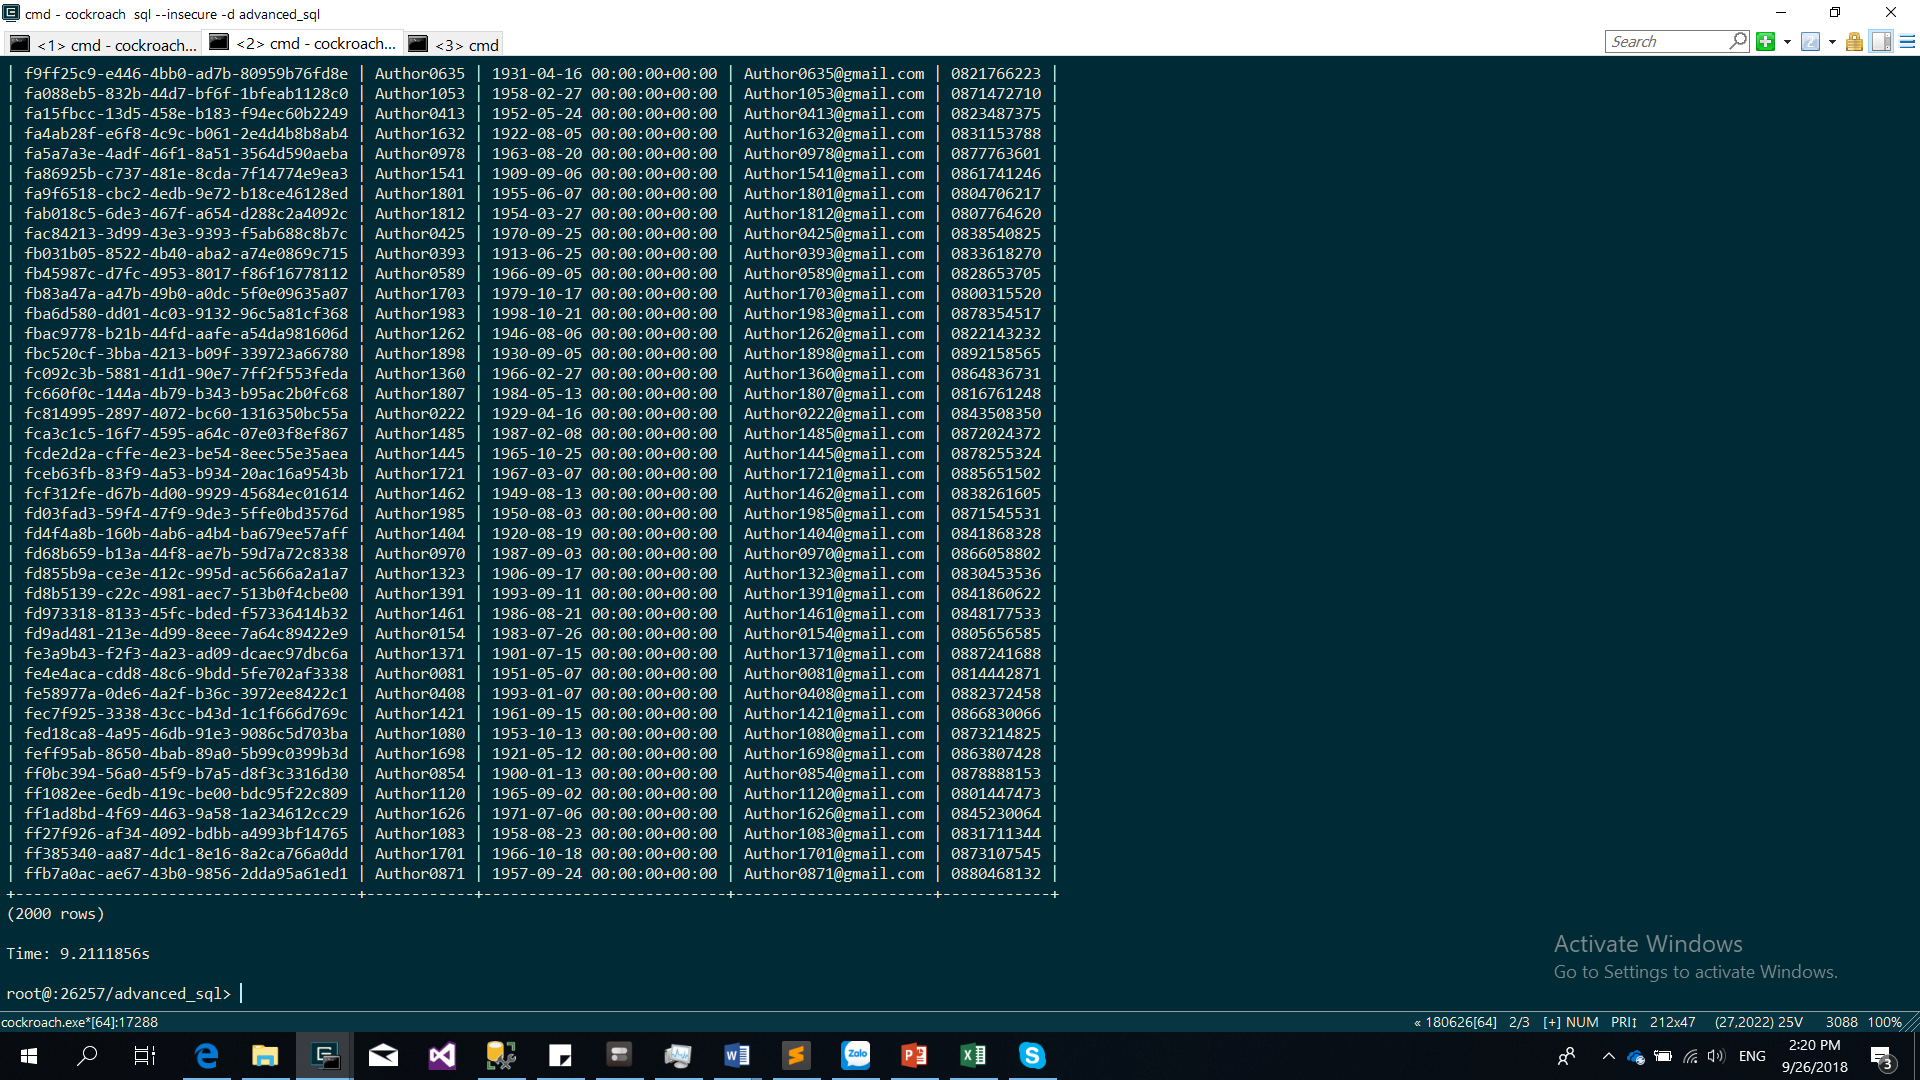 cmd - cockroach  sql --insecure -d advanced_sql
<1> cmd - cockroach... <2> cmd - cockroach... <3> cmd Search
| f9ff25c9-e446-4bb0-ad7b-80959b76fd8e | Author0635 | 1931-04-16 00:00:00+00:00 | Author0635@gmail.com | 0821766223 |
| fa088eb5-832b-44d7-bf6f-1bfeab1128c0 | Author1053 | 1958-02-27 00:00:00+00:00 | Author1053@gmail.com | 0871472710 |
| fa15fbcc-13d5-458e-b183-f94ec60b2249 | Author0413 | 1952-05-24 00:00:00+00:00 | Author0413@gmail.com | 0823487375 |
| fa4ab28f-e6f8-4c9c-b061-2e4d4b8b8ab4 | Author1632 | 1922-08-05 00:00:00+00:00 | Author1632@gmail.com | 0831153788 |
| fa5a7a3e-4adf-46f1-8a51-3564d590aeba | Author0978 | 1963-08-20 00:00:00+00:00 | Author0978@gmail.com | 0877763601 |
| fa86925b-c737-481e-8cda-7f14774e9ea3 | Author1541 | 1909-09-06 00:00:00+00:00 | Author1541@gmail.com | 0861741246 |
| fa9f6518-cbc2-4edb-9e72-b18ce46128ed | Author1801 | 1955-06-07 00:00:00+00:00 | Author1801@gmail.com | 0804706217 |
| fab018c5-6de3-467f-a654-d288c2a4092c | Author1812 | 1954-03-27 00:00:00+00:00 | Author1812@gmail.com | 0807764620 |
| fac84213-3d99-43e3-9393-f5ab688c8b7c | Author0425 | 1970-09-25 00:00:00+00:00 | Author0425@gmail.com | 0838540825 |
| fb031b05-8522-4b40-aba2-a74e0869c715 | Author0393 | 1913-06-25 00:00:00+00:00 | Author0393@gmail.com | 0833618270 |
| fb45987c-d7fc-4953-8017-f86f16778112 | Author0589 | 1966-09-05 00:00:00+00:00 | Author0589@gmail.com | 0828653705 |
| fb83a47a-a47b-49b0-a0dc-5f0e09635a07 | Author1703 | 1979-10-17 00:00:00+00:00 | Author1703@gmail.com | 0800315520 |
| fba6d580-dd01-4c03-9132-96c5a81cf368 | Author1983 | 1998-10-21 00:00:00+00:00 | Author1983@gmail.com | 0878354517 |
| fbac9778-b21b-44fd-aafe-a54da981606d | Author1262 | 1946-08-06 00:00:00+00:00 | Author1262@gmail.com | 0822143232 |
| fbc520cf-3bba-4213-b09f-339723a66780 | Author1898 | 1930-09-05 00:00:00+00:00 | Author1898@gmail.com | 0892158565 |
| fc092c3b-5881-41d1-90e7-7ff2f553feda | Author1360 | 1966-02-27 00:00:00+00:00 | Author1360@gmail.com | 0864836731 |
| fc660f0c-144a-4b79-b343-b95ac2b0fc68 | Author1807 | 1984-05-13 00:00:00+00:00 | Author1807@gmail.com | 0816761248 |
| fc814995-2897-4072-bc60-1316350bc55a | Author0222 | 1929-04-16 00:00:00+00:00 | Author0222@gmail.com | 0843508350 |
| fca3c1c5-16f7-4595-a64c-07e03f8ef867 | Author1485 | 1987-02-08 00:00:00+00:00 | Author1485@gmail.com | 0872024372 |
| fcde2d2a-cffe-4e23-be54-8eec55e35aea | Author1445 | 1965-10-25 00:00:00+00:00 | Author1445@gmail.com | 0878255324 |
| fceb63fb-83f9-4a53-b934-20ac16a9543b | Author1721 | 1967-03-07 00:00:00+00:00 | Author1721@gmail.com | 0885651502 |
| fcf312fe-d67b-4d00-9929-45684ec01614 | Author1462 | 1949-08-13 00:00:00+00:00 | Author1462@gmail.com | 0838261605 |
| fd03fad3-59f4-47f9-9de3-5ffe0bd3576d | Author1985 | 1950-08-03 00:00:00+00:00 | Author1985@gmail.com | 0871545531 |
| fd4f4a8b-160b-4ab6-a4b4-ba679ee57aff | Author1404 | 1920-08-19 00:00:00+00:00 | Author1404@gmail.com | 0841868328 |
| fd68b659-b13a-44f8-ae7b-59d7a72c8338 | Author0970 | 1987-09-03 00:00:00+00:00 | Author0970@gmail.com | 0866058802 |
| fd855b9a-ce3e-412c-995d-ac5666a2a1a7 | Author1323 | 1906-09-17 00:00:00+00:00 | Author1323@gmail.com | 0830453536 |
| fd8b5139-c22c-4981-aec7-513b0f4cbe00 | Author1391 | 1993-09-11 00:00:00+00:00 | Author1391@gmail.com | 0841860622 |
| fd973318-8133-45fc-bded-f57336414b32 | Author1461 | 1986-08-21 00:00:00+00:00 | Author1461@gmail.com | 0848177533 |
| fd9ad481-213e-4d99-8eee-7a64c89422e9 | Author0154 | 1983-07-26 00:00:00+00:00 | Author0154@gmail.com | 0805656585 |
| fe3a9b43-f2f3-4a23-ad09-dcaec97dbc6a | Author1371 | 1901-07-15 00:00:00+00:00 | Author1371@gmail.com | 0887241688 |
| fe4e4aca-cdd8-48c6-9bdd-5fe702af3338 | Author0081 | 1951-05-07 00:00:00+00:00 | Author0081@gmail.com | 0814442871 |
| fe58977a-0de6-4a2f-b36c-3972ee8422c1 | Author0408 | 1993-01-07 00:00:00+00:00 | Author0408@gmail.com | 0882372458 |
| fec7f925-3338-43cc-b43d-1c1f666d769c | Author1421 | 1961-09-15 00:00:00+00:00 | Author1421@gmail.com | 0866830066 |
| fed18ca8-4a95-46db-91e3-9086c5d703ba | Author1080 | 1953-10-13 00:00:00+00:00 | Author1080@gmail.com | 0873214825 |
| feff95ab-8650-4bab-89a0-5b99c0399b3d | Author1698 | 1921-05-12 00:00:00+00:00 | Author1698@gmail.com | 0863807428 |
| ff0bc394-56a0-45f9-b7a5-d8f3c3316d30 | Author0854 | 1900-01-13 00:00:00+00:00 | Author0854@gmail.com | 0878888153 |
| ff1082ee-6edb-419c-be00-bdc95f22c809 | Author1120 | 1965-09-02 00:00:00+00:00 | Author1120@gmail.com | 0801447473 |
| ff1ad8bd-4f69-4463-9a58-1a234612cc29 | Author1626 | 1971-07-06 00:00:00+00:00 | Author1626@gmail.com | 0845230064 |
| ff27f926-af34-4092-bdbb-a4993bf14765 | Author1083 | 1958-08-23 00:00:00+00:00 | Author1083@gmail.com | 0831711344 |
| ff385340-aa87-4dc1-8e16-8a2ca766a0dd | Author1701 | 1966-10-18 00:00:00+00:00 | Author1701@gmail.com | 0873107545 |
| ffb7a0ac-ae67-43b0-9856-2dda95a61ed1 | Author0871 | 1957-09-24 00:00:00+00:00 | Author0871@gmail.com | 0880468132 |
+--------------------------------------+------------+---------------------------+----------------------+------------+
(2000 rows)
Time: 9.2111856s
root@:26257/advanced_sql>
Activate Windows
Go to Settings to activate Windows.
cockroach.exe*[64]:17288 « 180626[64] 2/3 [+] NUM PRI↕ 212x47 (27,2022) 25V 3088 100%
Zalo
ENG
2:20 PM
9/26/2018
3